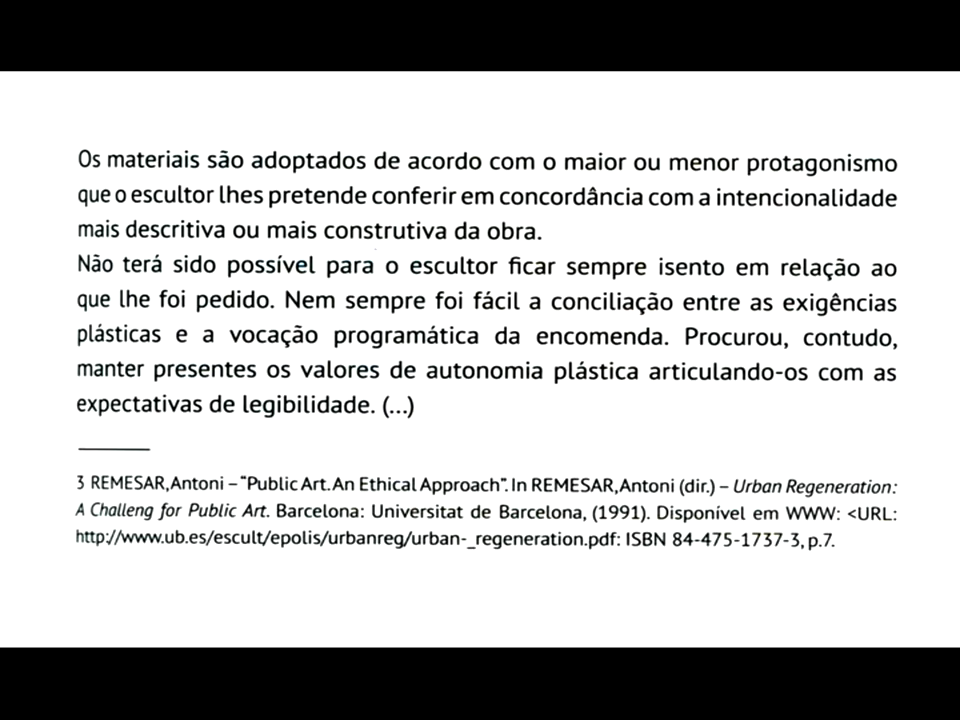 Os materiais são adoptados de acordo com o maior ou menor protagonismo
que o escultor lhes pretende conferir em concordância com a intencionalidade
mais descritiva ou mais construtiva da obra.
Não terá sido possível para o escultor ficar sempre isento em relação ao
que lhe foi pedido. Nem sempre foi fácil a conciliação entre as exigências
plásticas e a vocação programática da encomenda. Procurou, contudo,
manter presentes os valores de autonomia plástica articulando-os com as
expectativas de legibilidade. (...)
3 REMESAR, Antoni – "Public Art. An Ethical Approach". In REMESAR, Antoni (dir.) – Urban Regeneration:
A Challeng for Public Art. Barcelona: Universitat de Barcelona, (1991). Disponível em WWW: <URL:
http://www.ub.es/escult/epolis/urbanreg/urban-_regeneration.pdf: ISBN 84-475-1737-3, p.7.